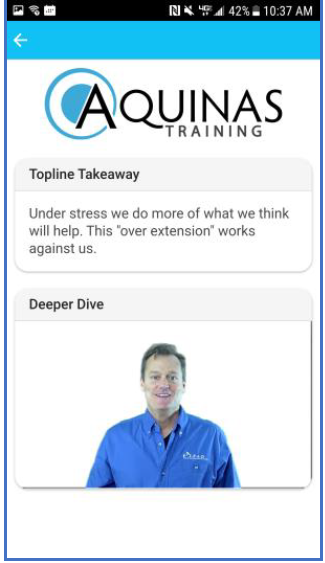 4G 42% 10:37 AM
AQUINAS
TRAINING
Topline Takeaway
Under stress we do more of what we think
will help. This "over extension" works
against us.
Deeper Dive